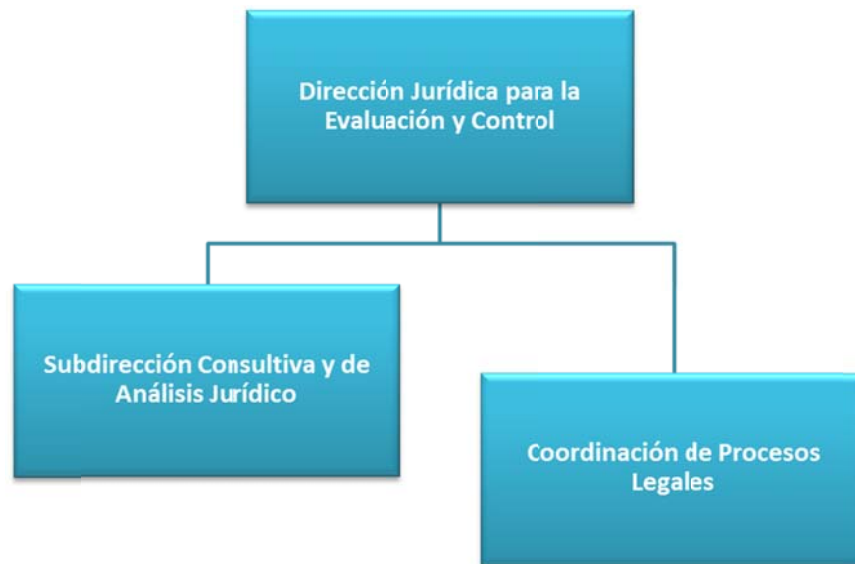 Dirección Jurídica para la
Evaluación y Control
Subdirección Consultiva y de
Análisis Jurídico
Coordinación de Procesos
Legales